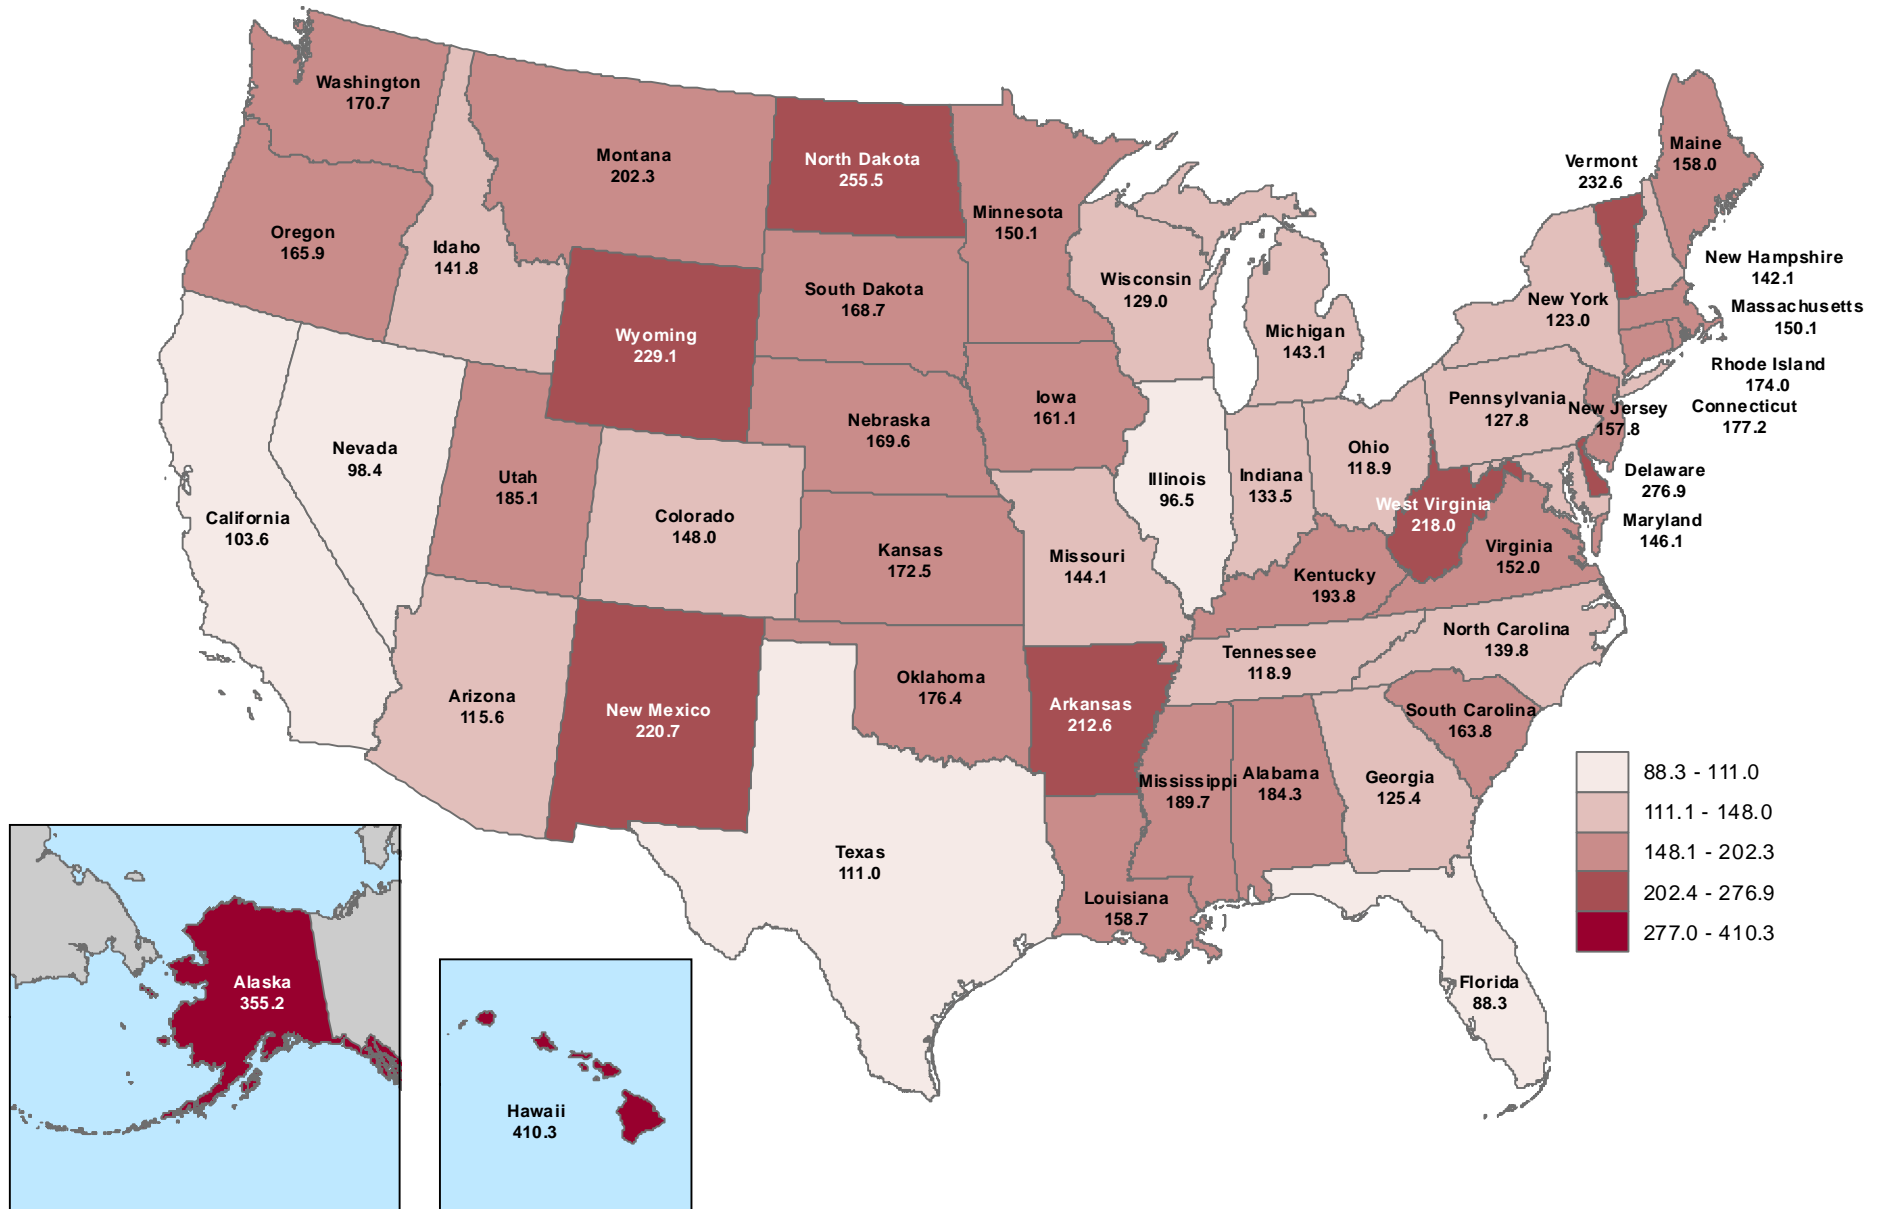 Washington
170.7
Montana
202.3
North Dakota
255.5
Minnesota
150.1
Maine
158.0
Vermont
232.6
Oregon
165.9
Idaho
141.8
South Dakota
168.7
Wisconsin
129.0
Michigan
143.1
New York
123.0
New Hampshire
142.1
Massachusetts
150.1
Rhode Island
174.0
Connecticut
177.2
Wyoming
229.1
Nebraska
169.6
Iowa
161.1
Pennsylvania
127.8
New Jersey
157.8
Nevada
98.4
Utah
185.1
Colorado
148.0
Illinois
96.5
Indiana
133.5
Ohio
118.9
Delaware
276.9
Maryland
146.1
West Virginia
218.0
Virginia
152.0
California
103.6
Kansas
172.5
Missouri
144.1
Kentucky
193.8
North Carolina
139.8
Tennessee
118.9
Arizona
115.6
New Mexico
220.7
Oklahoma
176.4
Arkansas
212.6
South Carolina
163.8
Mississippi
189.7
Alabama
184.3
Georgia
125.4
Texas
111.0
Louisiana
158.7
Florida
88.3
Alaska
355.2
Hawaii
410.3
88.3 - 111.0
111.1 - 148.0
148.1 - 202.3
202.4 - 276.9
277.0 - 410.3